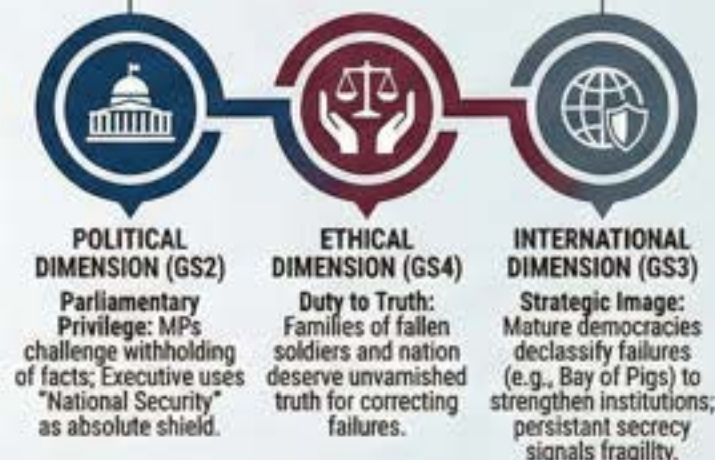 POLITICAL
DIMENSION (GS2)
Parliamentary
Privilege: MPs
challenge withholding
of facts; Executive uses
"National Security"
as absolute shield.
ETHICAL
DIMENSION (GS4)
Duty to Truth:
Families of fallen
soldiers and nation
deserve unvarnished
truth for correcting
failures.
INTERNATIONAL
DIMENSION (GS3)
Strategic Image:
Mature democracies
declassify failures
(e.g., Bay of Pigs) to
strengthen institutions;
persistant secrecy
signals fragility.